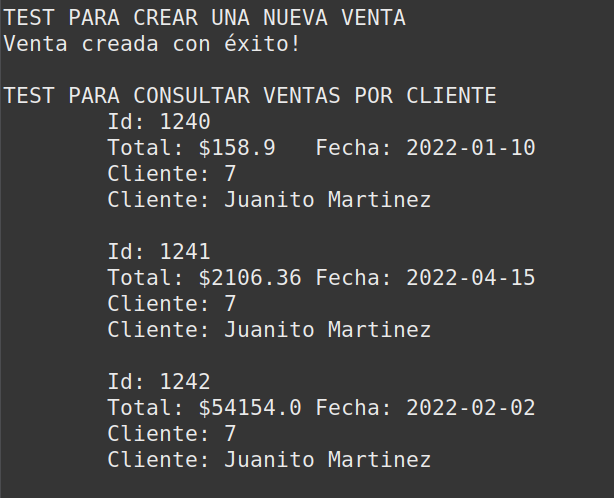 TEST PARA CREAR UNA NUEVA VENTA
Venta creada con éxito!
TEST PARA CONSULTAR VENTAS POR CLIENTE
Id: 1240
Total: $158.9   Fecha: 2022-01-10
Cliente: 7
Cliente: Juanito Martinez
Id: 1241
Total: $2106.36 Fecha: 2022-04-15
Cliente: 7
Cliente: Juanito Martinez
Id: 1242
Total: $54154.0 Fecha: 2022-02-02
Cliente: 7
Cliente: Juanito Martinez